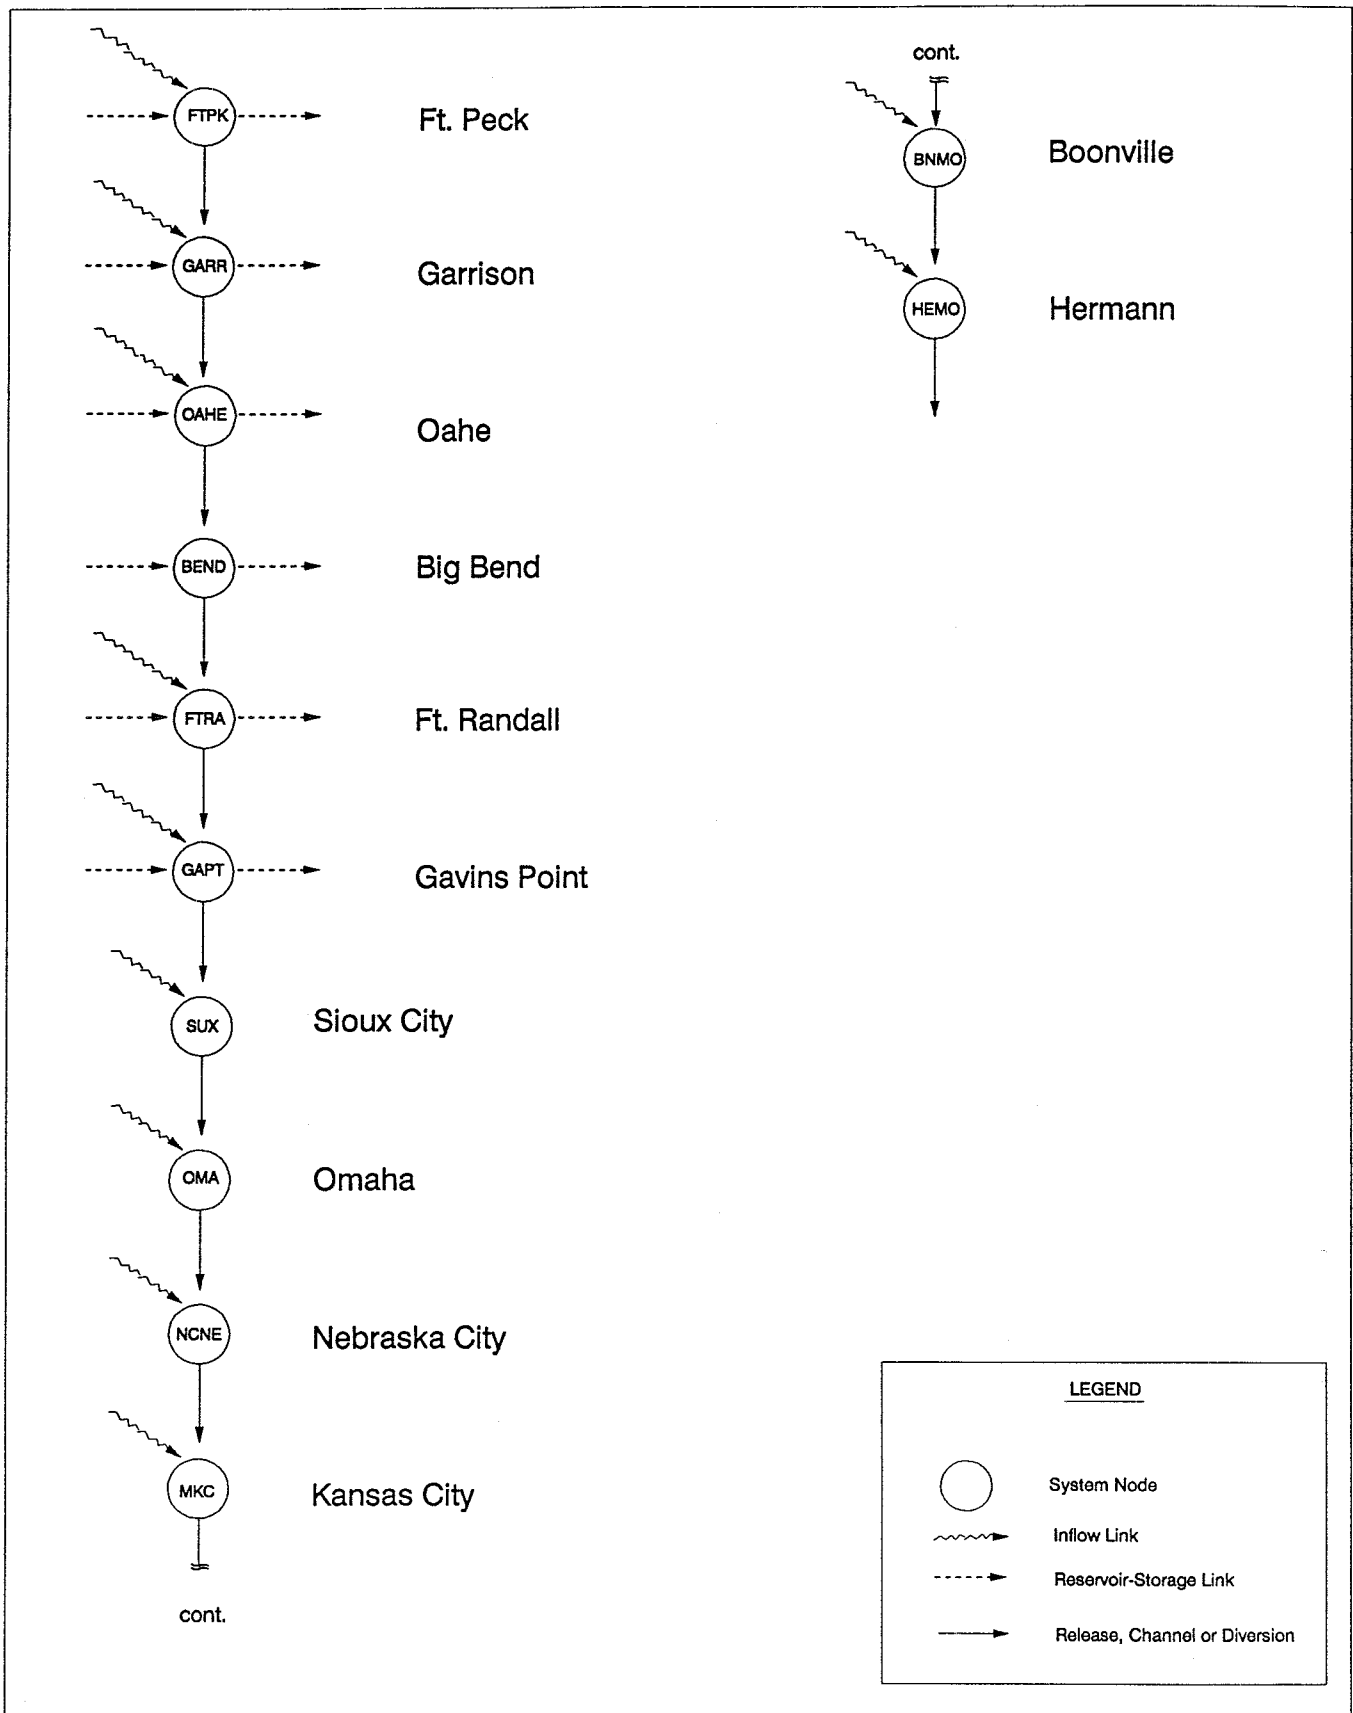 FTPK Ft. Peck
GARR Garrison
OAHE Oahe
BEND Big Bend
FTRA Ft. Randall
GAPT Gavins Point
SUX Sioux City
OMA Omaha
NCNE Nebraska City
MKC Kansas City
cont.
cont.
BNMO Boonville
HEMO Hermann
LEGEND
System Node
Inflow Link
Reservoir-Storage Link
Release, Channel or Diversion